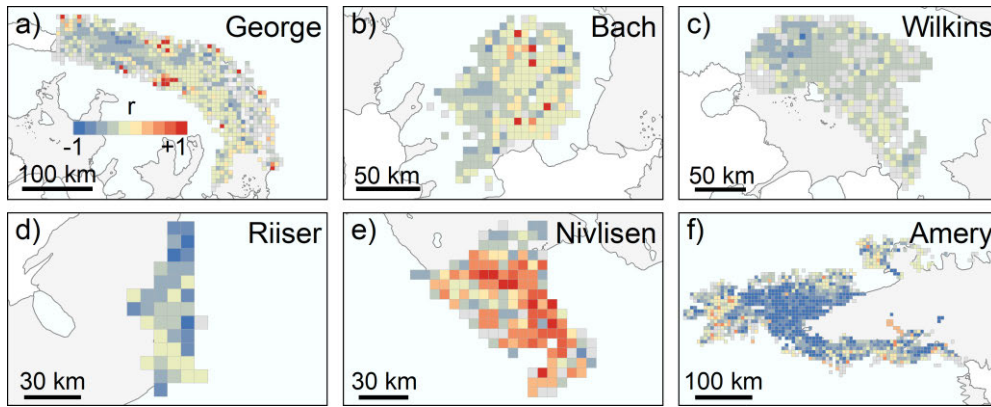 a) George
r
-1 +1
100 km
b) Bach
50 km
c) Wilkins
50 km
d) Riiser
30 km
e) Nivlisen
30 km
f) Amery
100 km